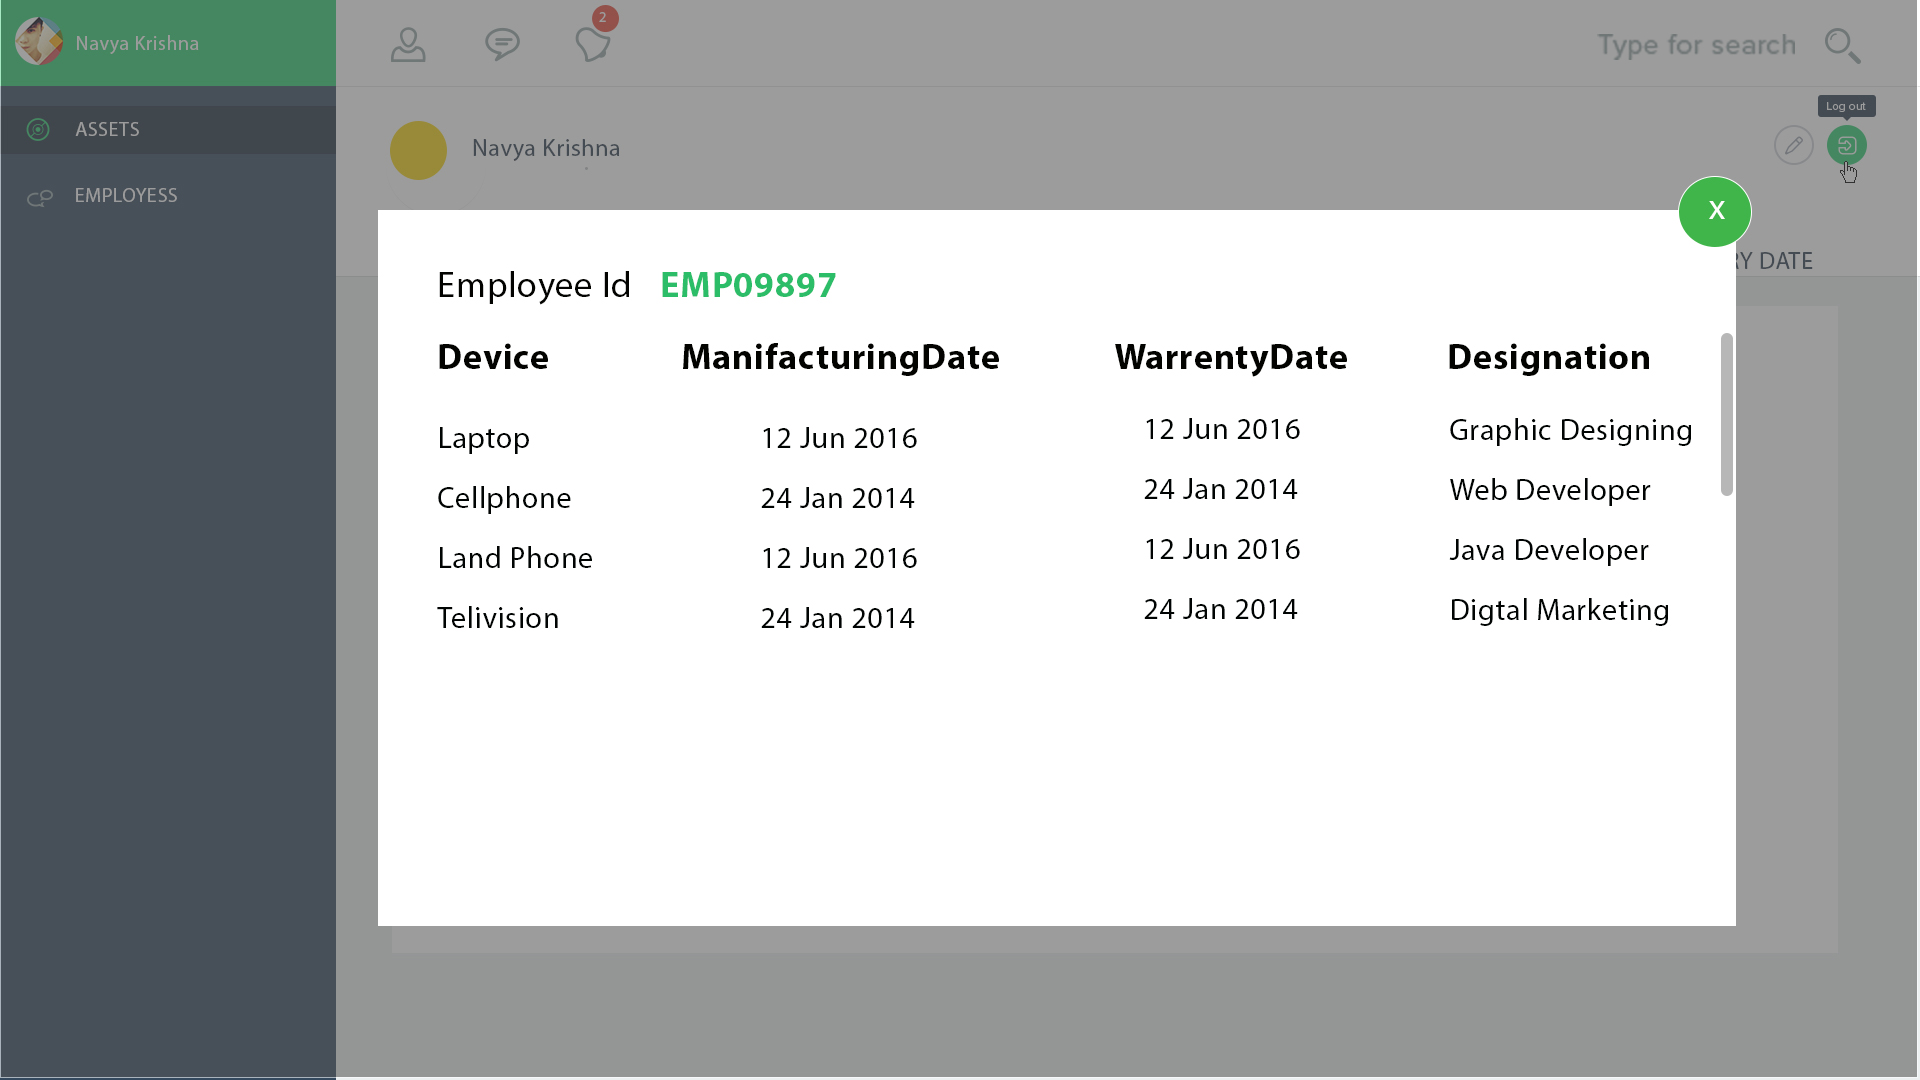 Navya Krishna
2
Type for search
ASSETS
Log out
Navya Krishna
EMPLOYESS
X
RY DATE
Employee Id EMP09897
Device ManifacturingDate WarrentyDate Designation
Laptop 12 Jun 2016 12 Jun 2016 Graphic Designing
Cellphone 24 Jan 2014 24 Jan 2014 Web Developer
Land Phone 12 Jun 2016 12 Jun 2016 Java Developer
Telivision 24 Jan 2014 24 Jan 2014 Digtal Marketing